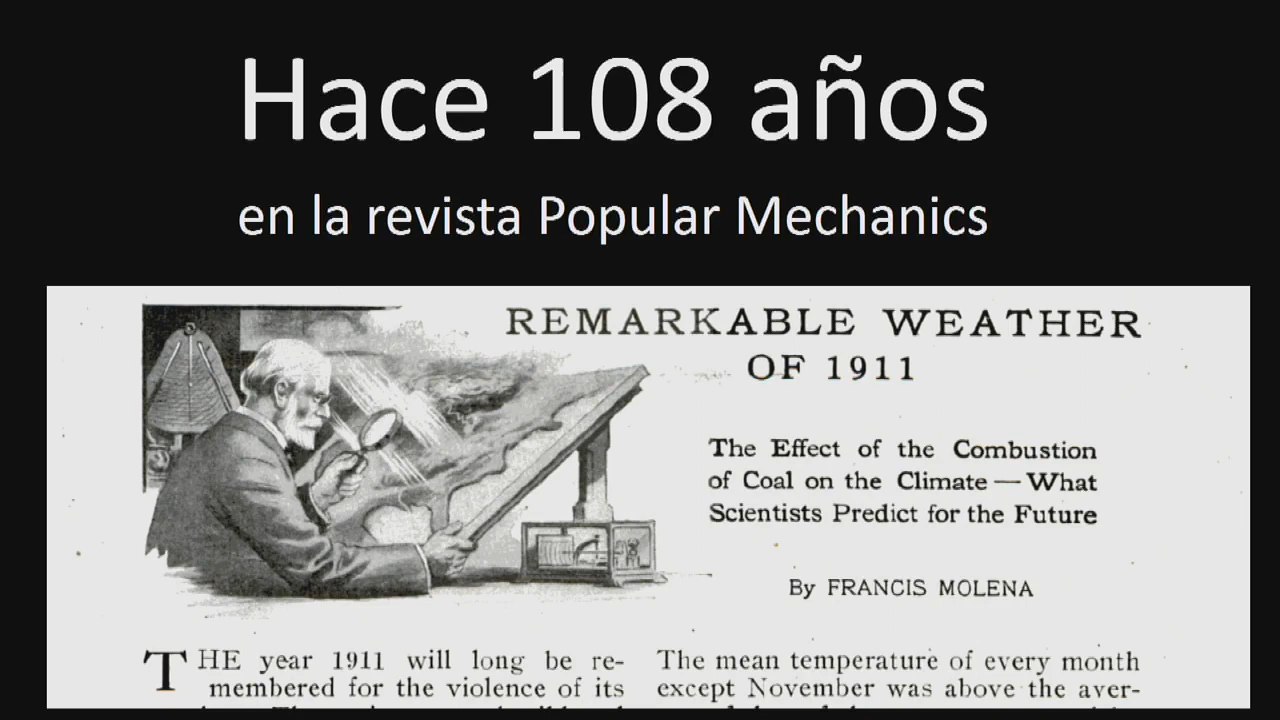 Hace 108 años
en la revista Popular Mechanics
REMARKABLE WEATHER
OF 1911
The Effect of the Combustion
of Coal on the Climate — What
Scientists Predict for the Future
By FRANCIS MOLENA
THE year 1911 will long be re-
membered for the violence of its
The mean temperature of every month
except November was above the aver-